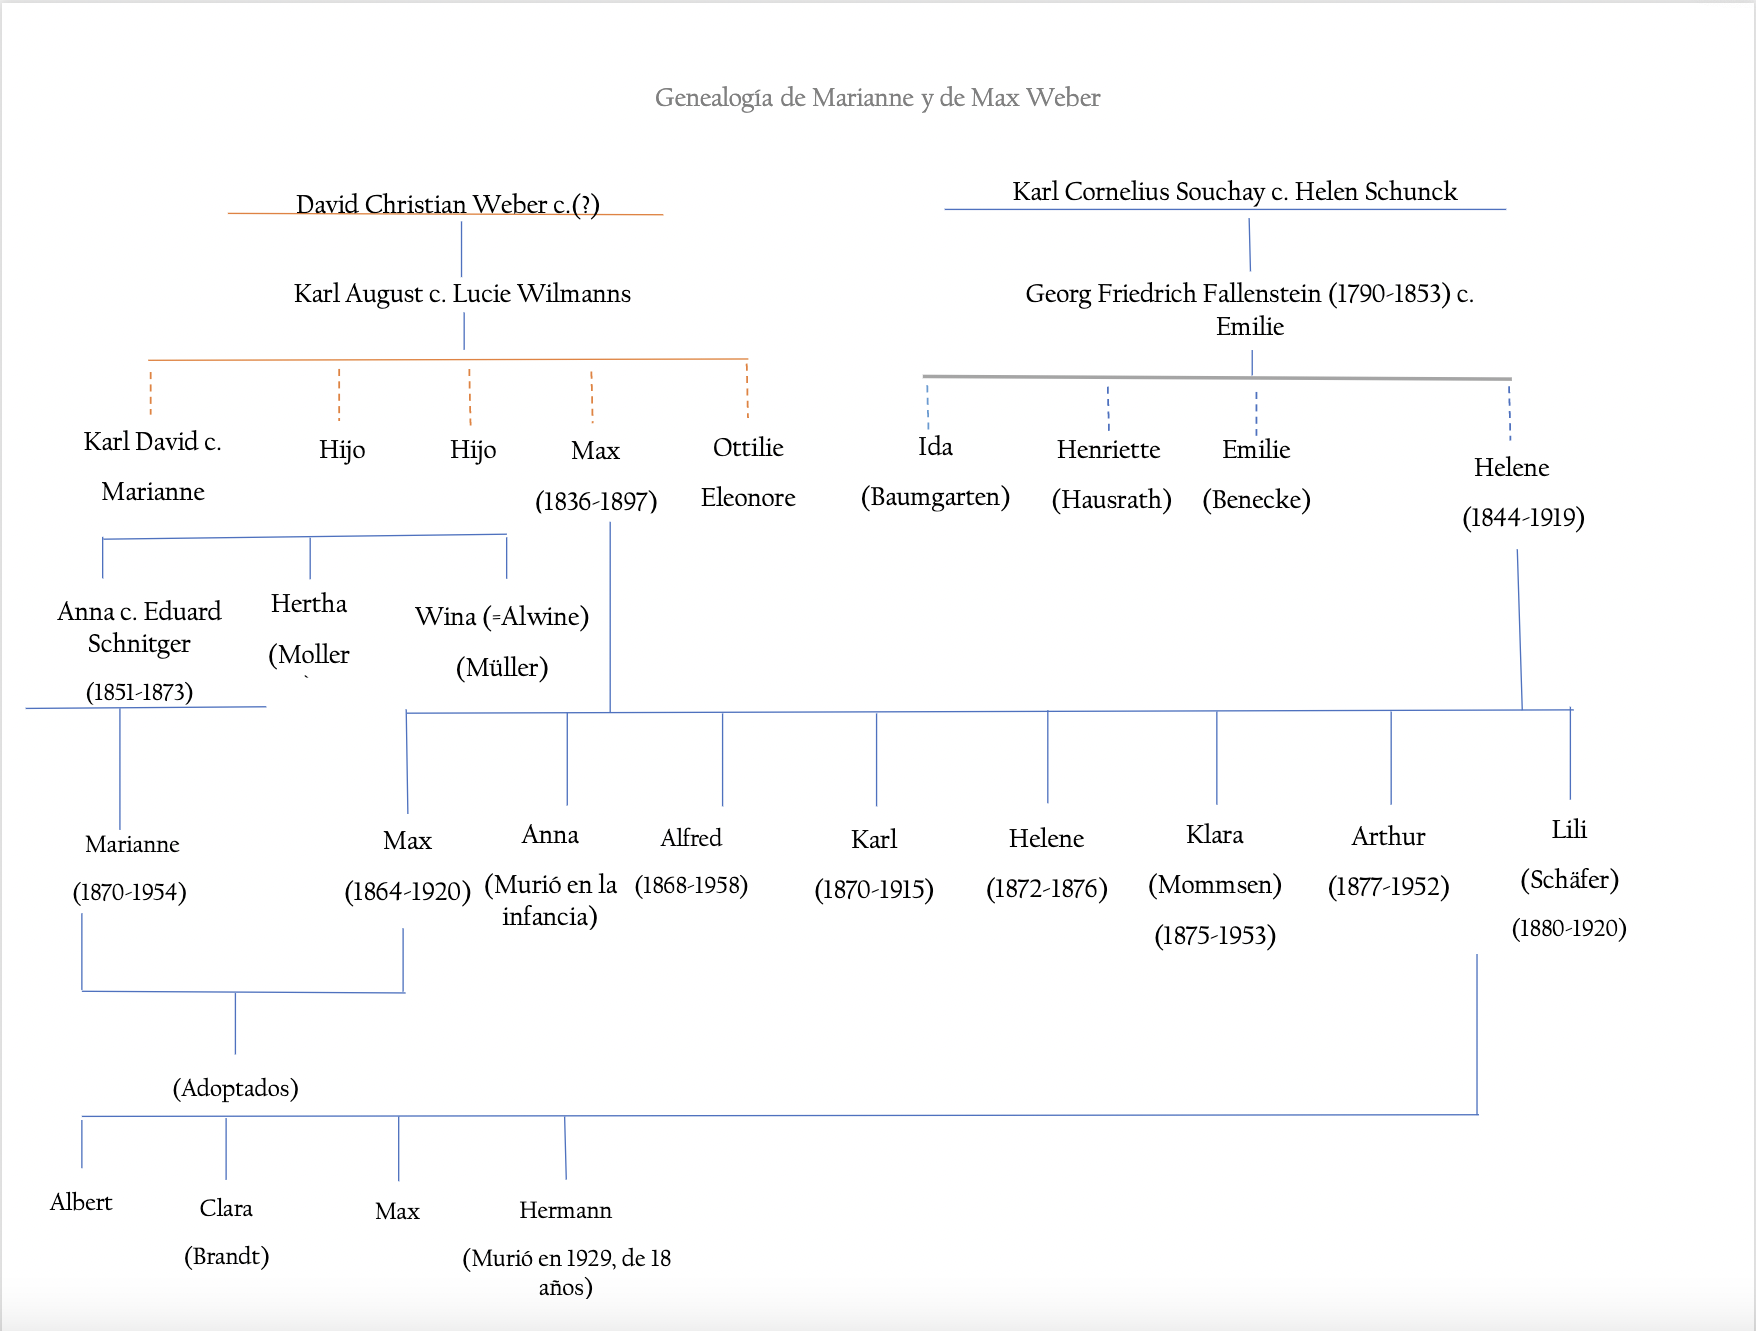 Genealogía de Marianne y de Max Weber
David Christian Weber c.(?)
Karl Cornelius Souchay c. Helen Schunck
Karl August c. Lucie Wilmanns
Georg Friedrich Fallenstein (1790-1853) c.
Emilie
Karl David c.
Marianne
Hijo
Hijo
Max
(1836-1897)
Ottilie
Eleonore
Ida
(Baumgarten)
Henriette
(Hausrath)
Emilie
(Benecke)
Helene
(1844-1919)
Anna c. Eduard
Schnitger
(1851-1873)
Hertha
(Moller
Wina (=Alwine)
(Müller)
Marianne
(1870-1954)
Max
(1864-1920)
Anna
(Murió en la
infancia)
Alfred
(1868-1958)
Karl
(1870-1915)
Helene
(1872-1876)
Klara
(Mommsen)
(1875-1953)
Arthur
(1877-1952)
Lili
(Schäfer)
(1880-1920)
(Adoptados)
Albert
Clara
(Brandt)
Max
Hermann
(Murió en 1929, de 18
años)